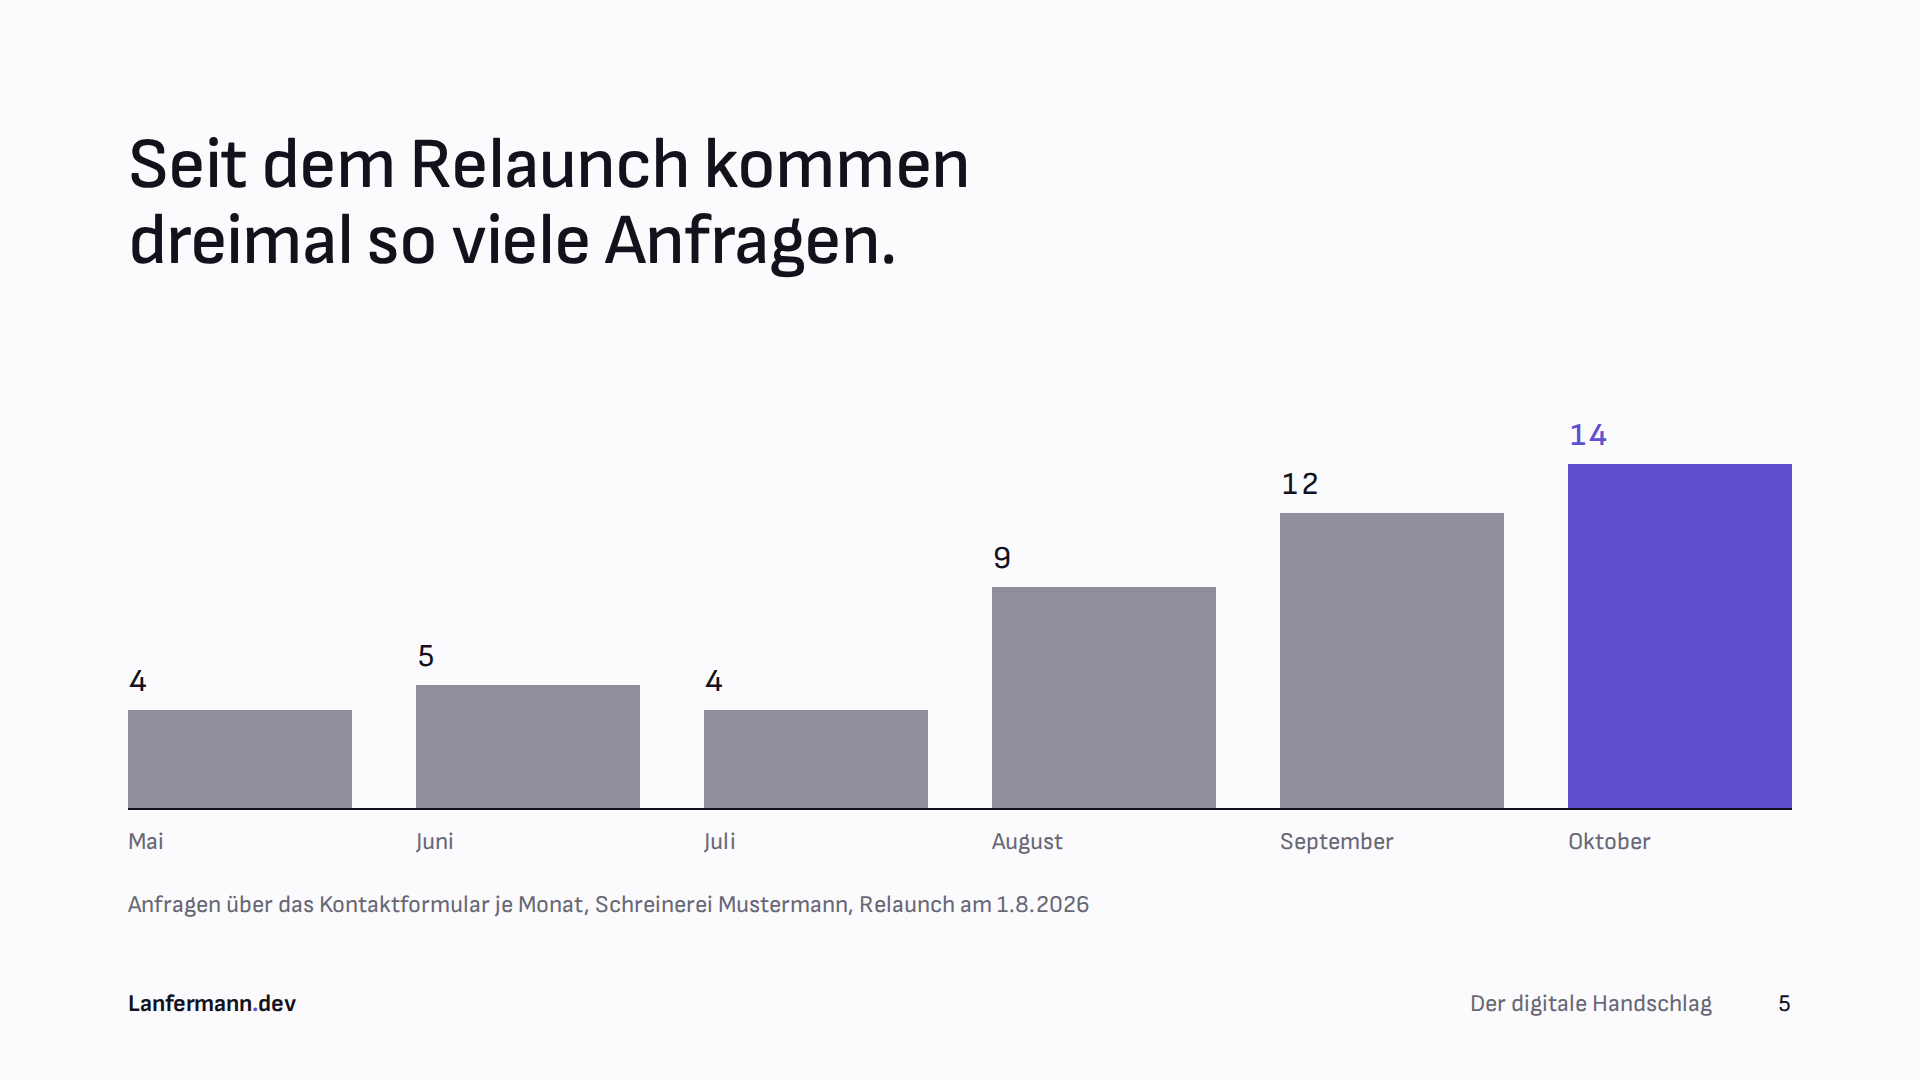 Seit dem Relaunch kommen
dreimal so viele Anfragen.
4
5
4
9
12
14
Mai
Juni
Juli
August
September
Oktober
Anfragen über das Kontaktformular je Monat, Schreinerei Mustermann, Relaunch am 1.8.2026
Lanfermann.dev
Der digitale Handschlag
5